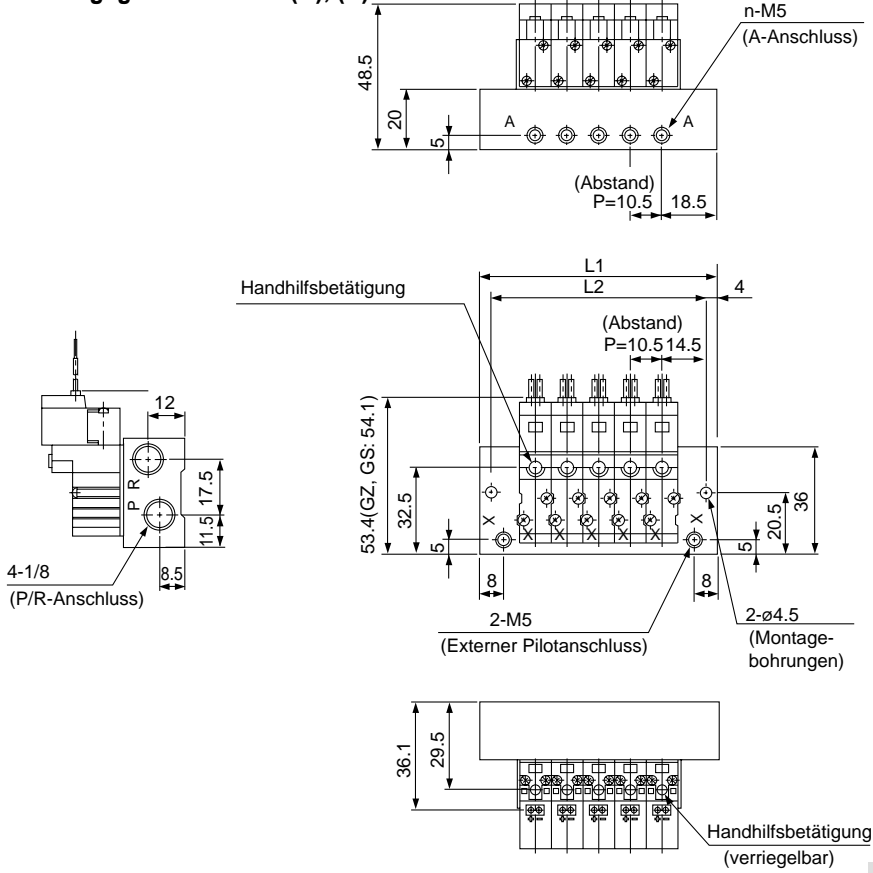 n-M5
(A-Anschluss)
48.5
20
5
A
A
(Abstand)
P=10.5
18.5
L1
L2
4
Handhilfsbetätigung
(Abstand)
P=10.5
14.5
12
R
P
17.5
11.5
8.5
4-1/8
(P/R-Anschluss)
53.4(GZ, GS: 54.1)
32.5
5
X
X
X
X
X
X
X
36
20.5
5
8
8
2-M5
(Externer Pilotanschluss)
2-ø4.5
(Montage-
bohrungen)
36.1
29.5
Handhilfsbetätigung
(verriegelbar)